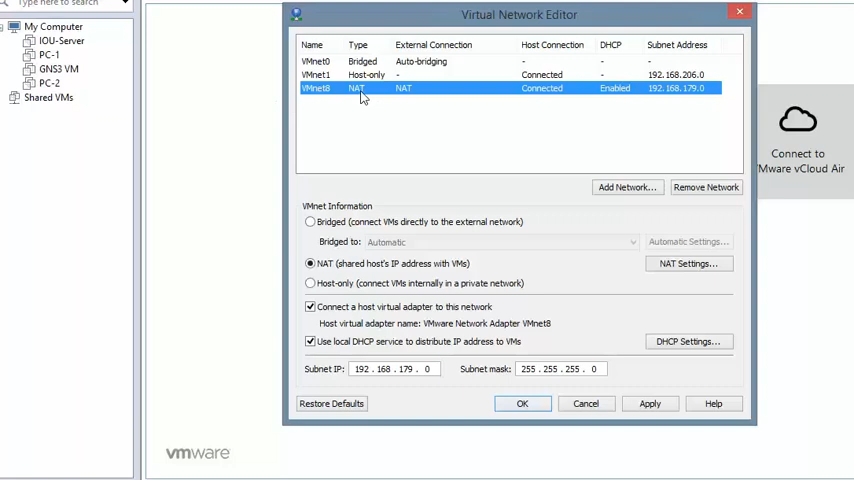 Type here to search
My Computer
IOU-Server
PC-1
GNS3 VM
PC-2
Shared VMs
Virtual Network Editor
Name Type External Connection Host Connection DHCP Subnet Address
VMnet0 Bridged Auto-bridging - - -
VMnet1 Host-only - Connected - 192.168.206.0
VMnet8 NAT NAT Connected Enabled 192.168.179.0
Add Network... Remove Network
VMnet Information
Bridged (connect VMs directly to the external network)
Bridged to: Automatic Automatic Settings...
NAT (shared host's IP address with VMs) NAT Settings...
Host-only (connect VMs internally in a private network)
Connect a host virtual adapter to this network
Host virtual adapter name: VMware Network Adapter VMnet8
Use local DHCP service to distribute IP address to VMs DHCP Settings...
Subnet IP: 192 . 168 . 179 . 0 Subnet mask: 255 . 255 . 255 . 0
Restore Defaults OK Cancel Apply Help
Connect to
VMware vCloud Air
vmware